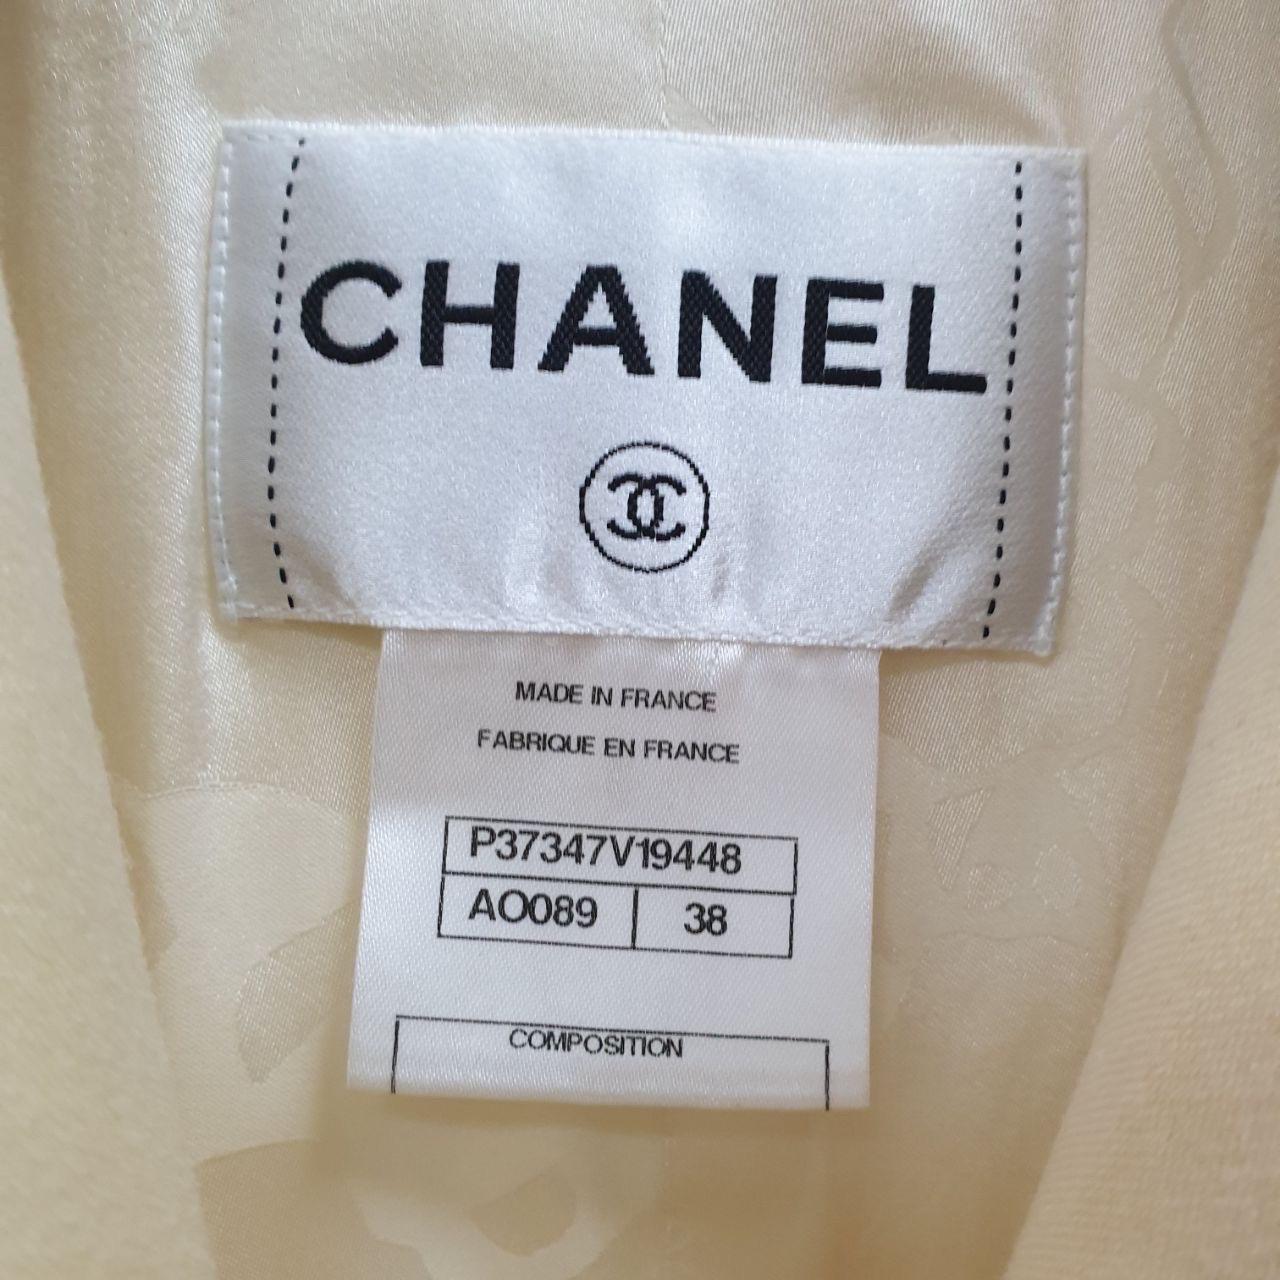 CHANEL
MADE IN FRANCE
FABRIQUE EN FRANCE
P37347V19448
AO089 38
COMPOSITION